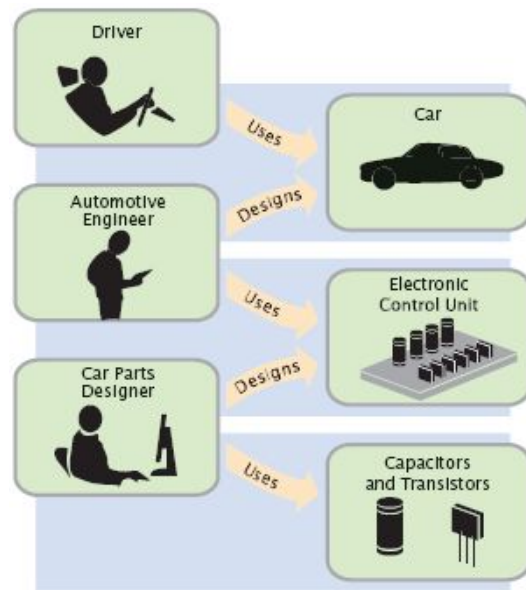 Driver
Uses
Car
Automotive
Engineer
Designs
Uses
Electronic
Control Unit
Car Parts
Designer
Designs
Uses
Capacitors
and Transistors